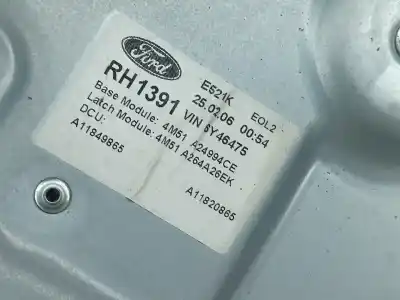 Ford
E521K EOL2
RH1391 25.02.06 00:54
VIN 6Y46475
Base Module: 4M51 A24994CE
Latch Module: 4M51 A264A26EK
DCU:
A11849865
A11820865